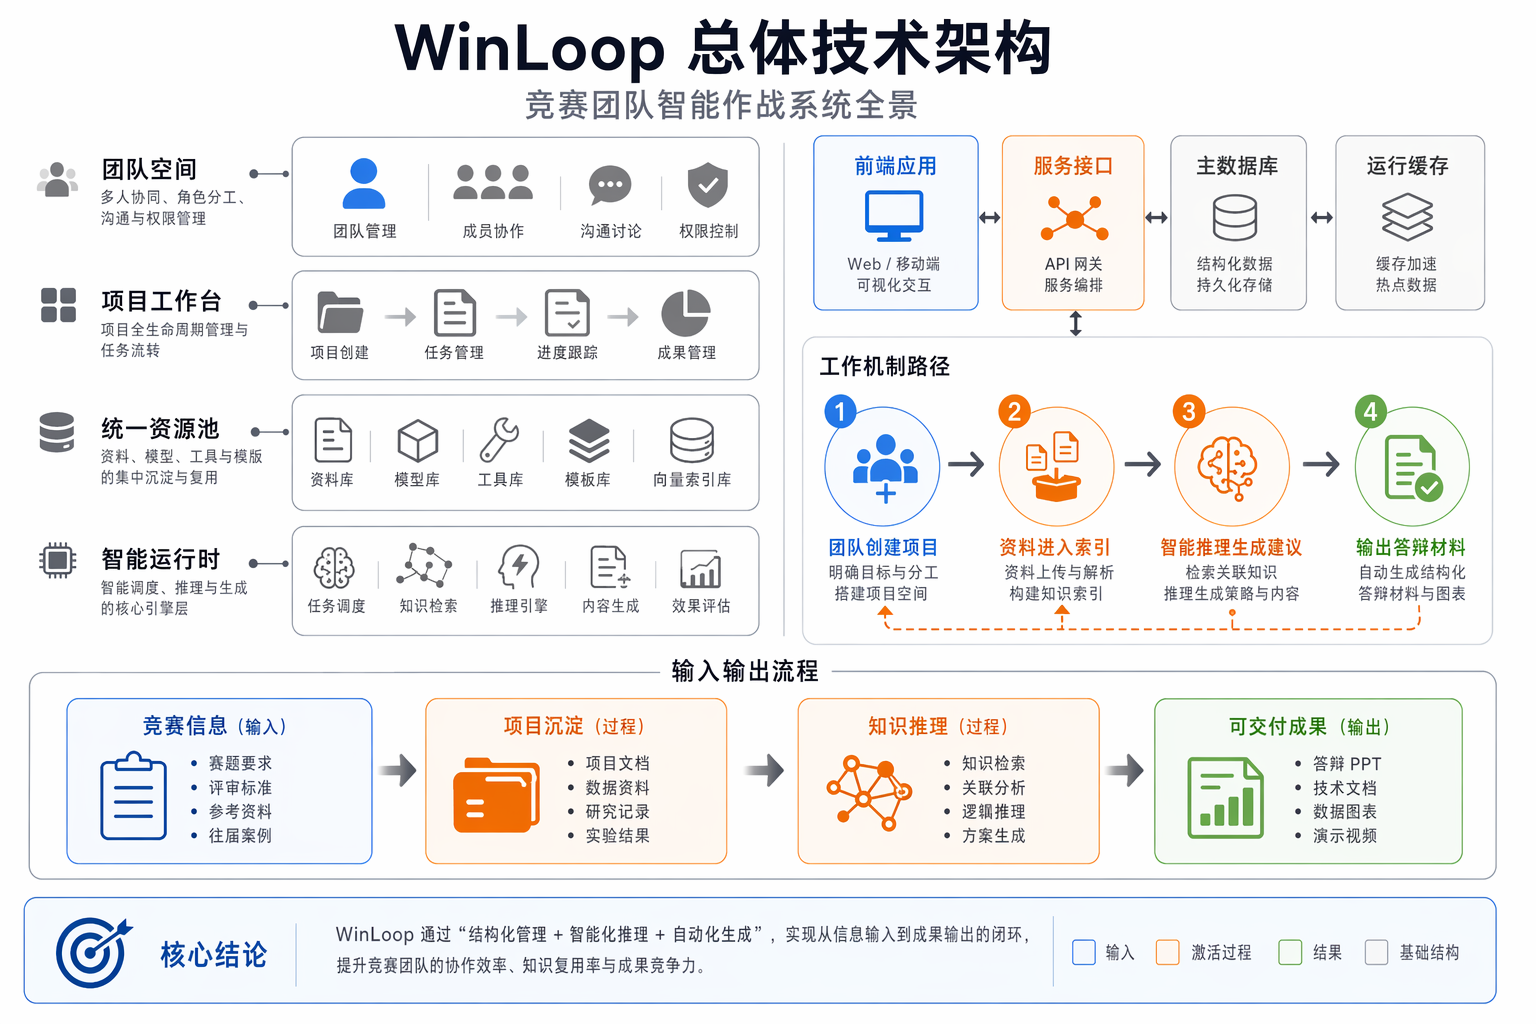 WinLoop 总体技术架构
竞赛团队智能作战系统全景
团队空间
多人协同、角色分工、
沟通与权限管理
团队管理
成员协作
沟通讨论
权限控制
项目工作台
项目全生命周期管理与
任务流转
项目创建
任务管理
进度跟踪
成果管理
统一资源池
资料、模型、工具与模版
的集中沉淀与复用
资料库
模型库
工具库
模板库
向量索引库
智能运行时
智能调度、推理与生成
的核心引擎层
任务调度
知识检索
推理引擎
内容生成
效果评估
前端应用
Web / 移动端
可视化交互
服务接口
API 网关
服务编排
主数据库
结构化数据
持久化存储
运行缓存
缓存加速
热点数据
工作机制路径
1
团队创建项目
明确目标与分工
搭建项目空间
2
资料进入索引
资料上传与解析
构建知识索引
3
智能推理生成建议
检索关联知识
推理生成策略与内容
4
输出答辩材料
自动生成结构化
答辩材料与图表
输入输出流程
竞赛信息（输入）
• 赛题要求
• 评审标准
• 参考资料
• 往届案例
项目沉淀（过程）
• 项目文档
• 数据资料
• 研究记录
• 实验结果
知识推理（过程）
• 知识检索
• 关联分析
• 逻辑推理
• 方案生成
可交付成果（输出）
• 答辩 PPT
• 技术文档
• 数据图表
• 演示视频
核心结论
WinLoop 通过“结构化管理 + 智能化推理 + 自动化生成”，实现从信息输入到成果输出的闭环，
提升竞赛团队的协作效率、知识复用率与成果竞争力。
输入
激活过程
结果
基础结构